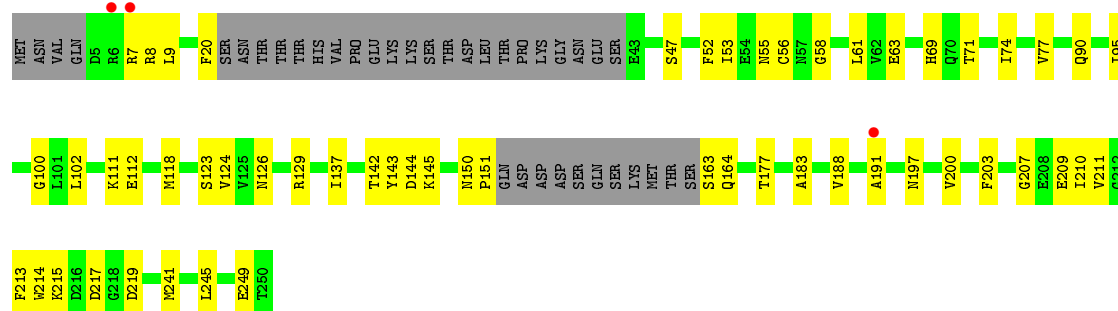 MET ASN VAL GLN D5 R6 R7 R8 L9 F20 SER ASN THR THR THR HIS VAL PRO GLU LYS LYS SER THR ASP LEU THR PRO LYS GLY ASN GLU SER E43 S47 F52 I53 E54 N55 C56 N57 G58 L61 V62 E63 H69 Q70 T71 I74 V77 Q90 I95
G100 L101 L102 K111 E112 M118 S123 V124 V125 N126 R129 I137 T142 Y143 D144 K145 N150 P151 GLN ASP ASP ASP SER GLN SER LYS MET THR SER S163 Q164 T177 A183 V188 A191 N197 V200 F203 G207 E208 E209 I210 V211 G212
F213 W214 K215 D216 D217 G218 D219 M241 L245 E249 T250